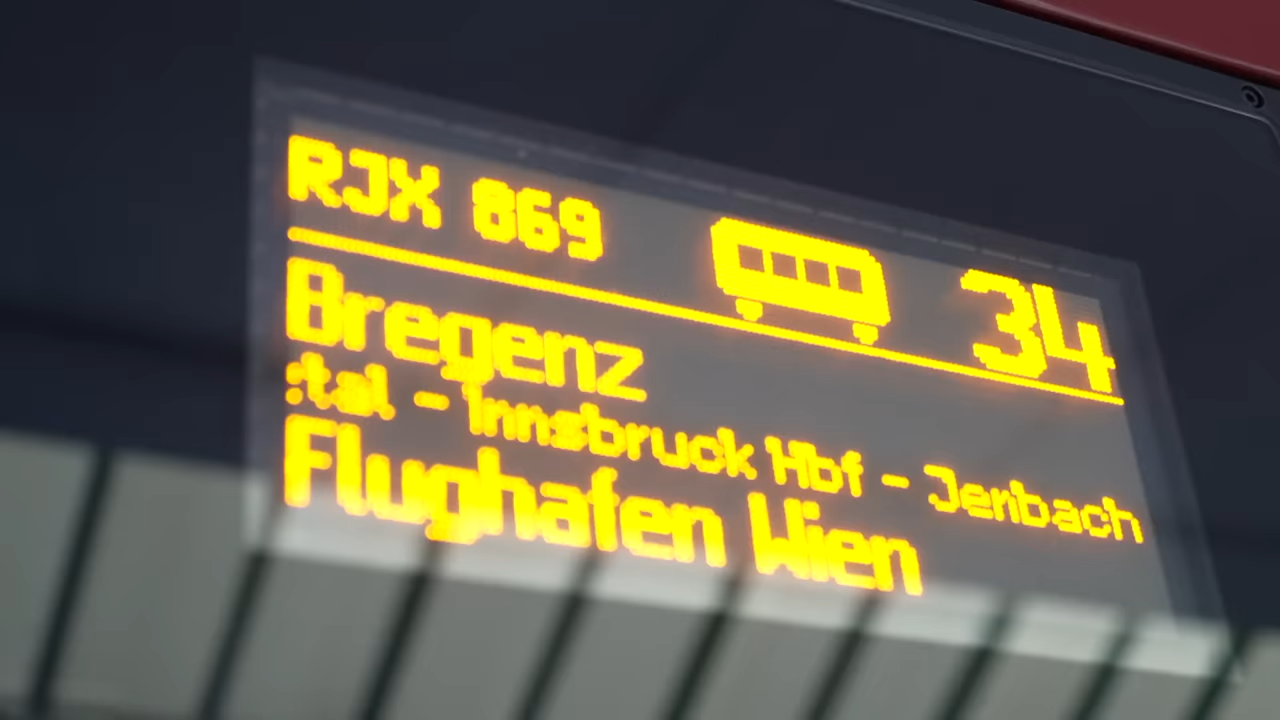 RJX 869 34
Bregenz
:tal - Innsbruck Hbf - Jenbach
Flughafen Wien